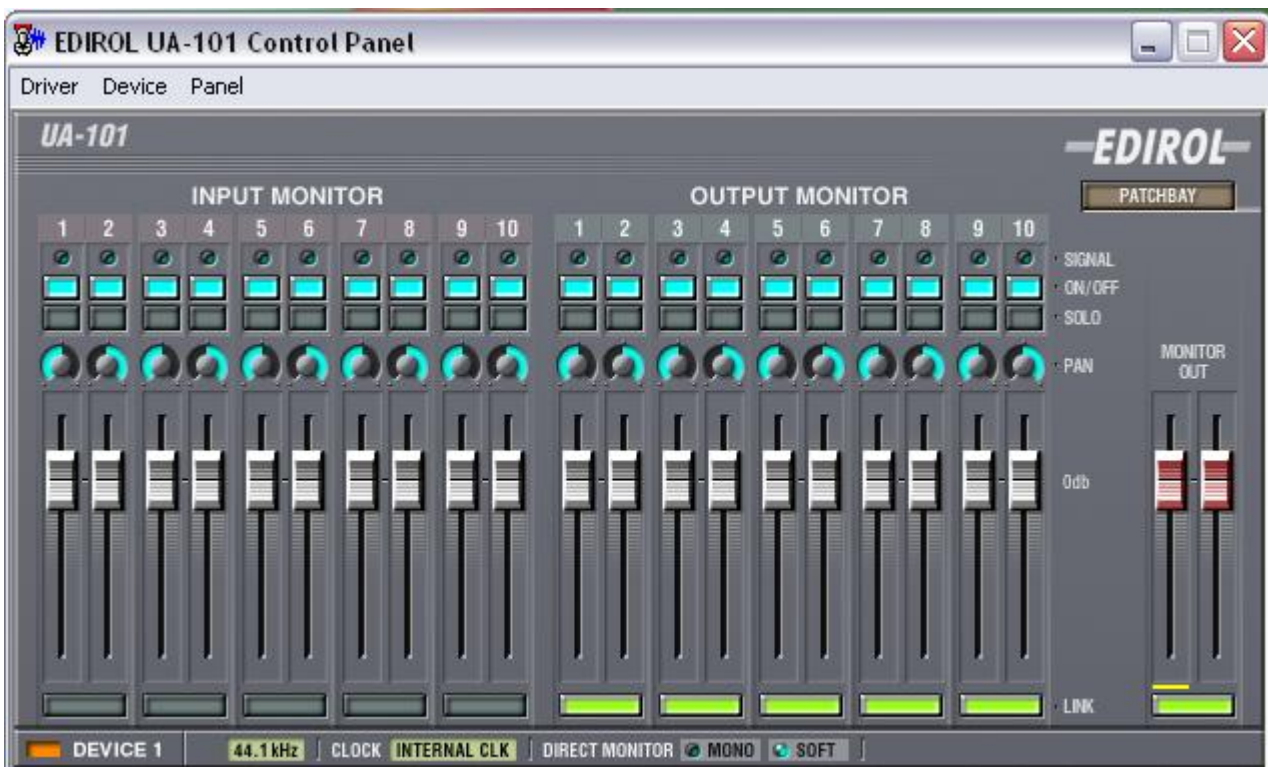 EDIROL UA-101 Control Panel
Driver Device Panel
UA-101
EDIROL
INPUT MONITOR OUTPUT MONITOR PATCHBAY
1 2 3 4 5 6 7 8 9 10 1 2 3 4 5 6 7 8 9 10
SIGNAL
ON/OFF
SOLO
PAN
MONITOR
OUT
0db
LINK
DEVICE 1 44.1 kHz CLOCK INTERNAL CLK DIRECT MONITOR MONO SOFT